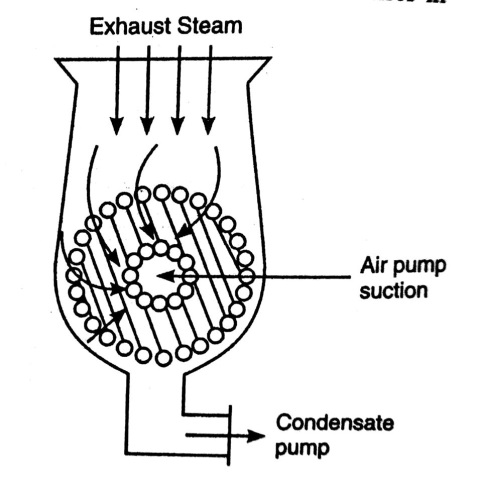 Exhaust Steam
Air pump
suction
Condensate
pump